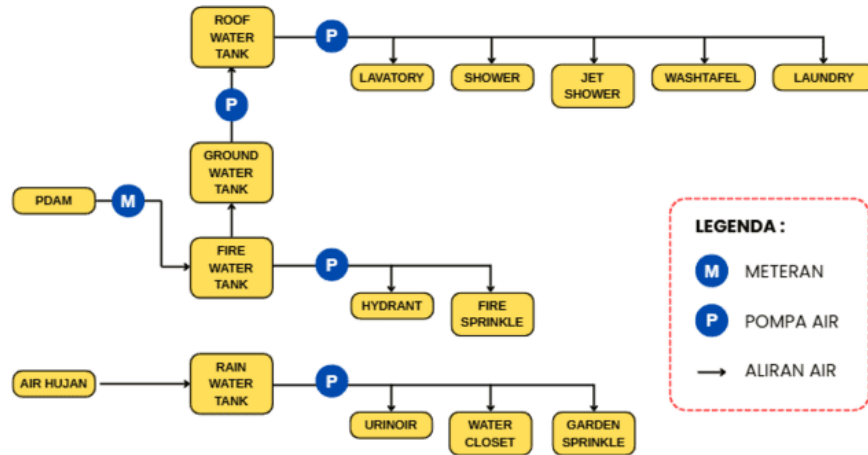 ROOF
WATER
TANK
P
LAVATORY
SHOWER
JET
SHOWER
WASHTAFEL
LAUNDRY
P
GROUND
WATER
TANK
PDAM
M
FIRE
WATER
TANK
P
HYDRANT
FIRE
SPRINKLE
AIR HUJAN
RAIN
WATER
TANK
P
URINOIR
WATER
CLOSET
GARDEN
SPRINKLE
LEGENDA :
M METERAN
P POMPA AIR
ALIRAN AIR